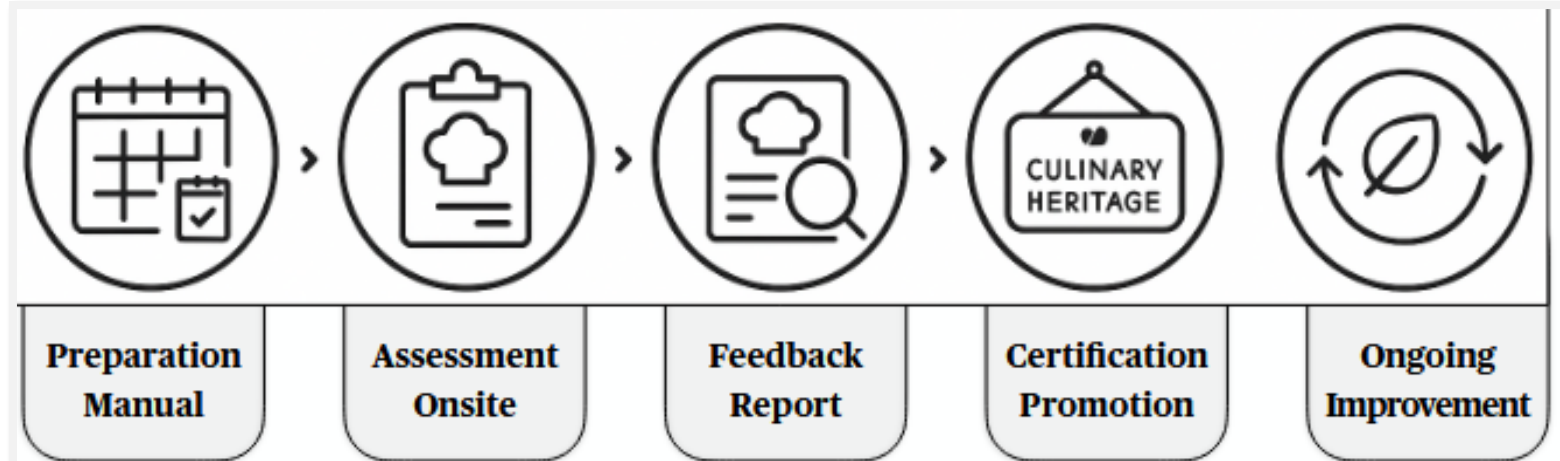 CULINARY
HERITAGE
Preparation
Manual
Assessment
Onsite
Feedback
Report
Certification
Promotion
Ongoing
Improvement